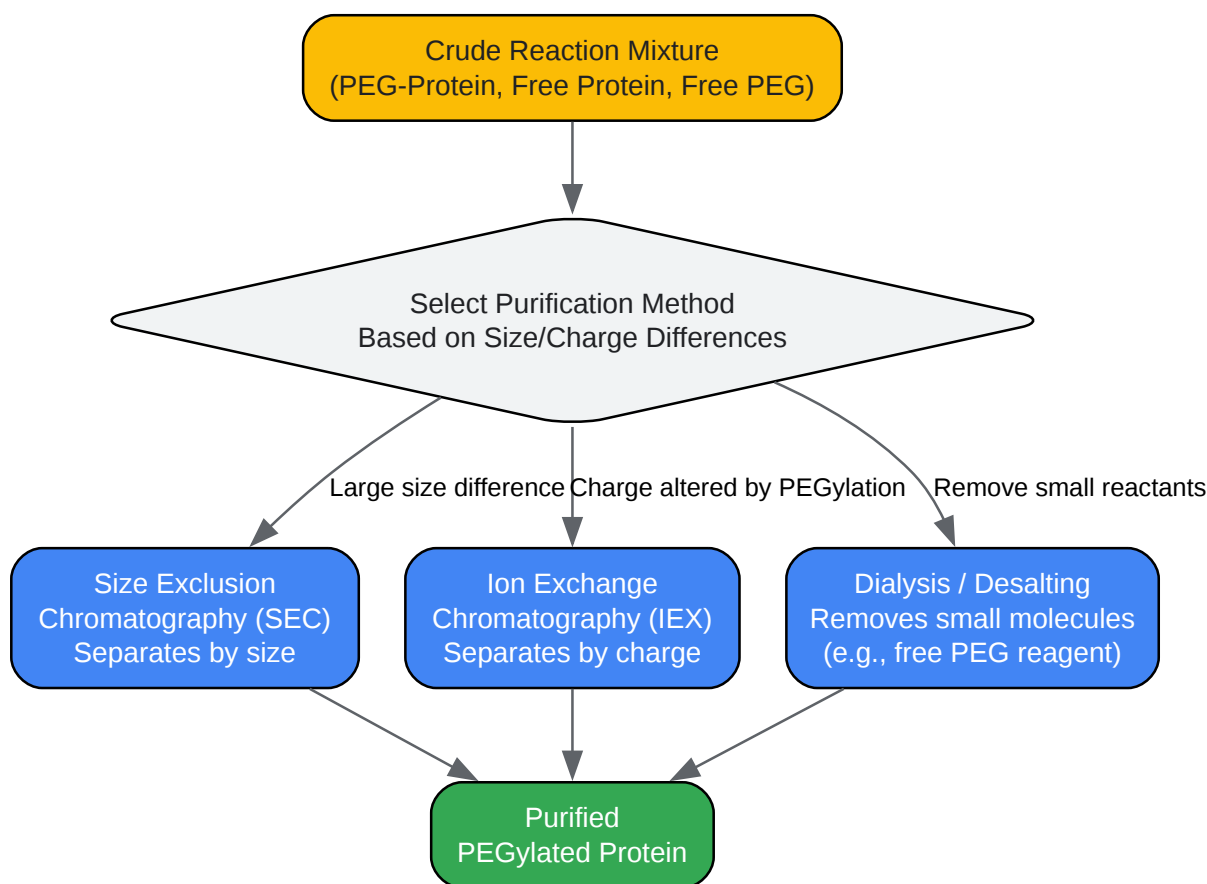 Crude Reaction Mixture
(PEG-Protein, Free Protein, Free PEG)
Select Purification Method
Based on Size/Charge Differences
Large size difference
Charge altered by PEGylation
Remove small reactants
Size Exclusion
Chromatography (SEC)
Separates by size
Ion Exchange
Chromatography (IEX)
Separates by charge
Dialysis / Desalting
Removes small molecules
(e.g., free PEG reagent)
Purified
PEGylated Protein